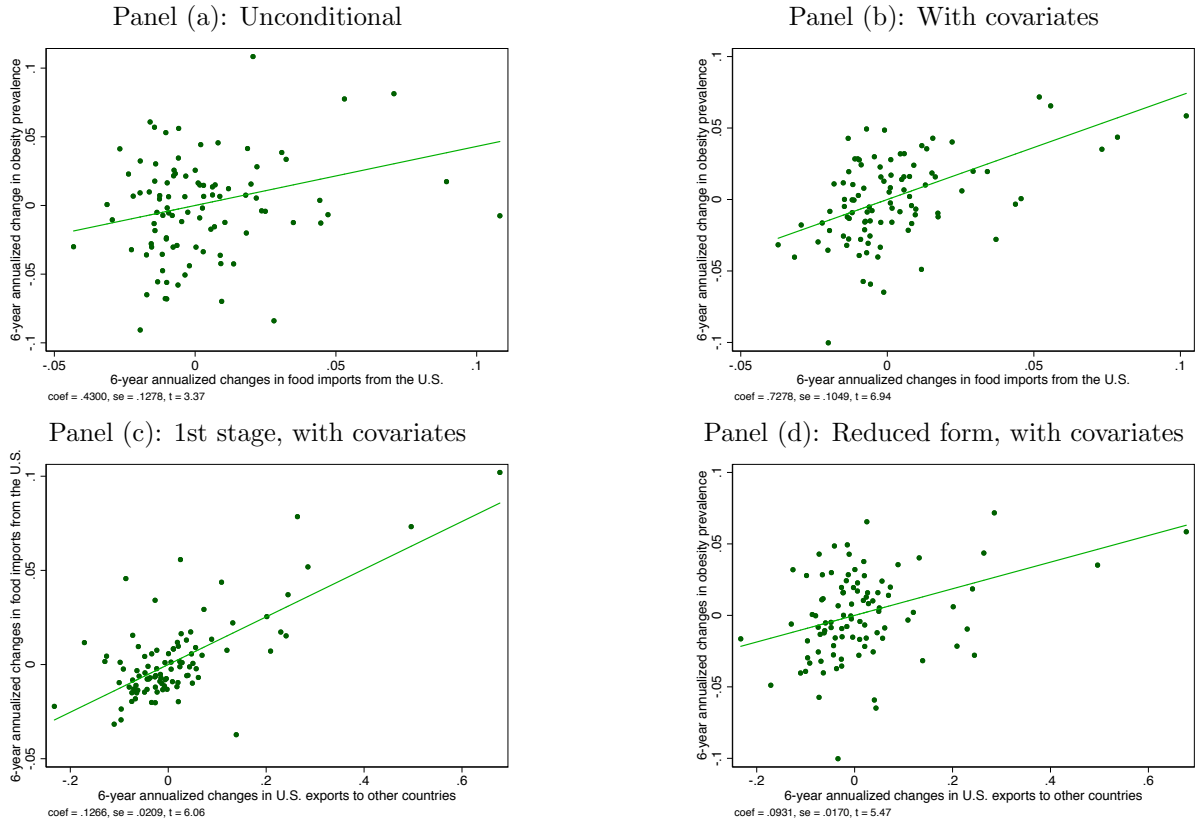 Panel (a): Unconditional
6-year annualized change in obesity prevalence
.1
.05
0
-.05
-.1
-.05
0
.05
.1
6-year annualized changes in food imports from the U.S.
coef = .4300, se = .1278, t = 3.37
Panel (b): With covariates
6-year annualized changes in obesity prevalence
.1
.05
0
-.05
-.1
-.05
0
.05
.1
6-year annualized changes in food imports from the U.S.
coef = .7278, se = .1049, t = 6.94
Panel (c): 1st stage, with covariates
6-year annualized changes in food imports from the U.S.
.1
.05
0
-.05
-.2
0
.2
.4
.6
6-year annualized changes in U.S. exports to other countries
coef = .1266, se = .0209, t = 6.06
Panel (d): Reduced form, with covariates
6-year annualized changes in obesity prevalence
.1
.05
0
-.05
-.1
-.2
0
.2
.4
.6
6-year annualized changes in U.S. exports to other countries
coef = .0931, se = .0170, t = 5.47